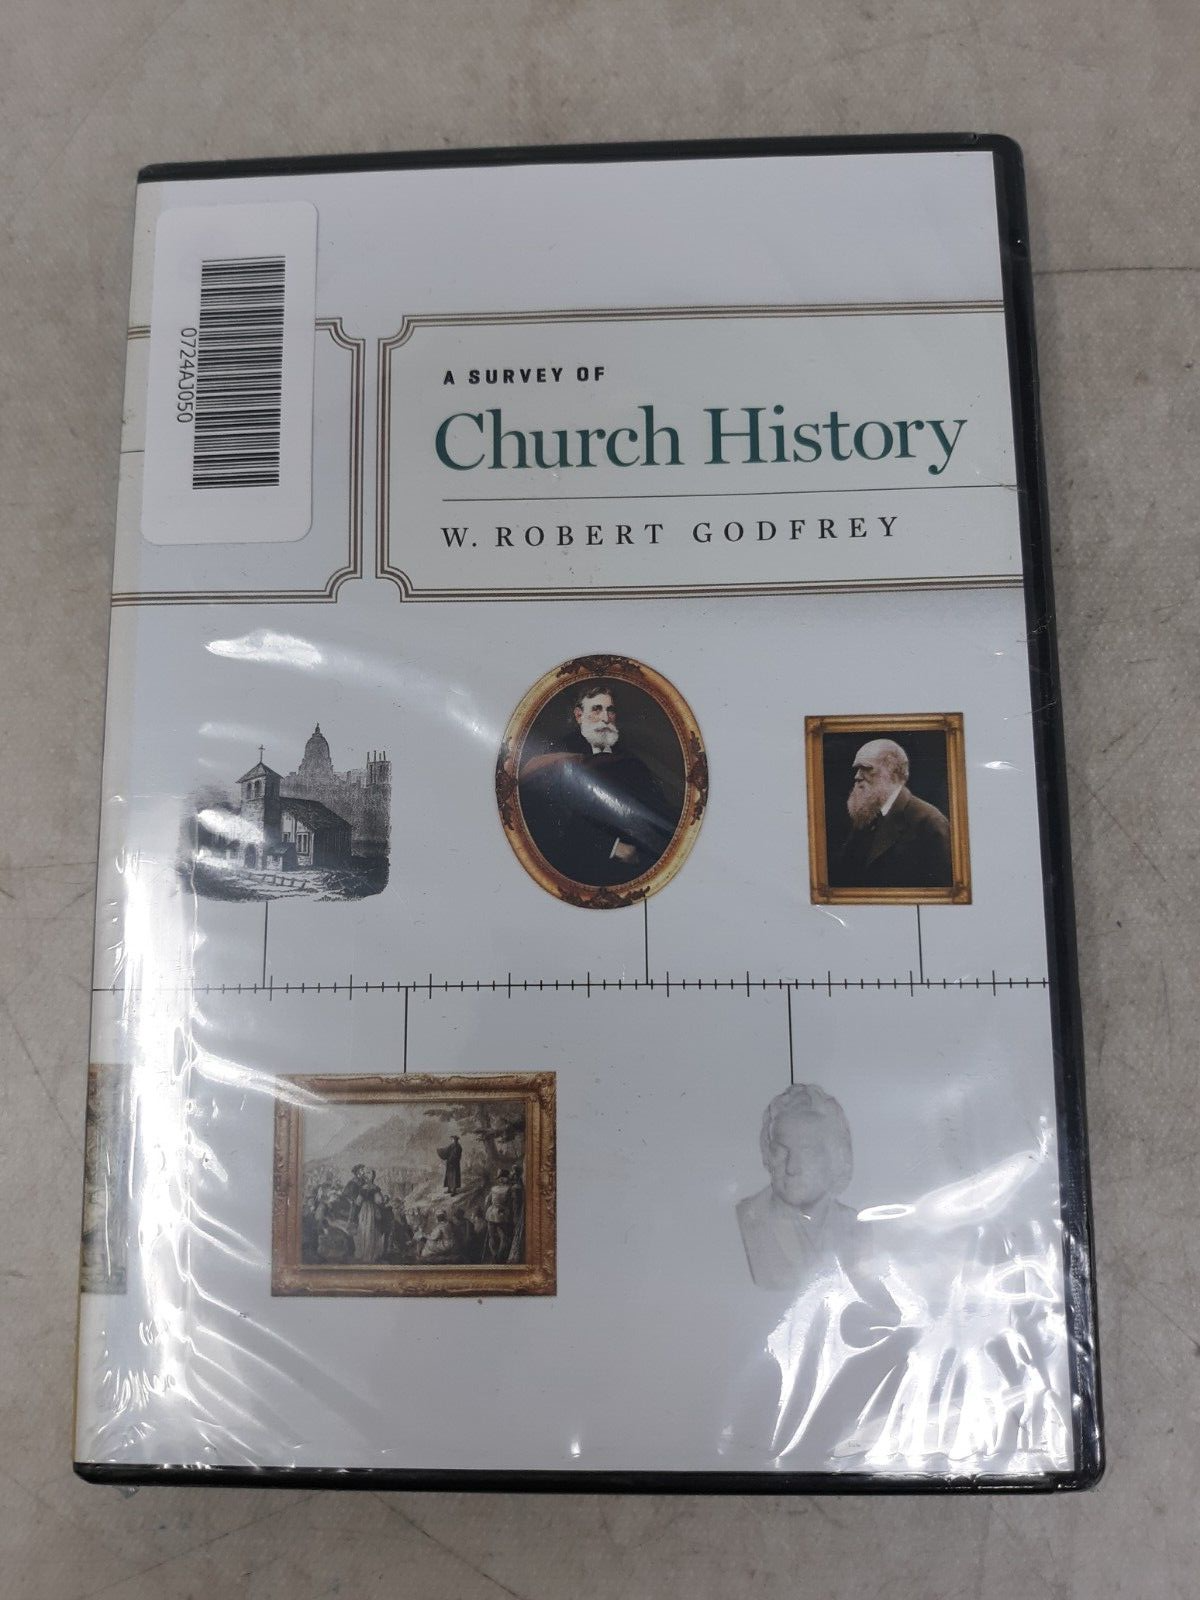 0724AJ050
A SURVEY OF
Church History
W. ROBERT GODFREY